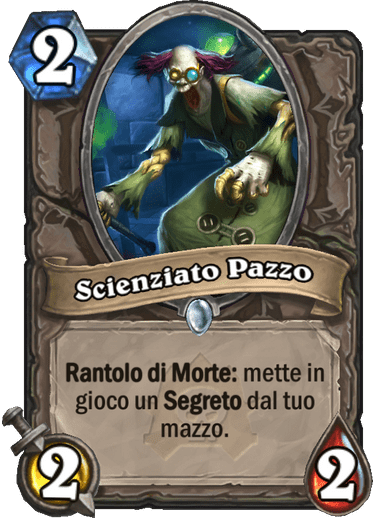 2
Scienziato Pazzo
Rantolo di Morte: mette in
gioco un Segreto dal tuo
mazzo.
2
2